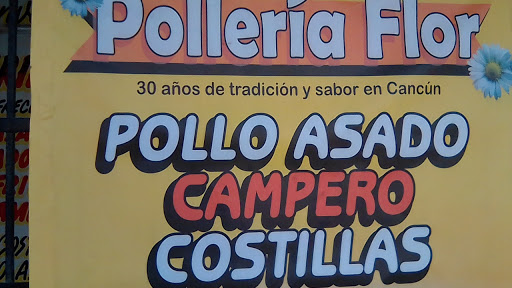 Pollería Flor
30 años de tradición y sabor en Cancún
POLLO ASADO
CAMPERO
COSTILLAS